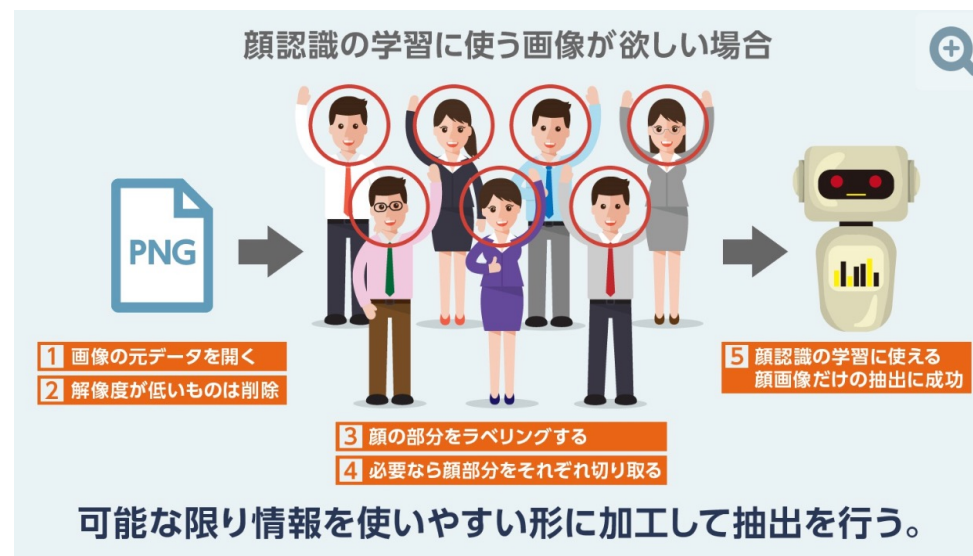 顔認識の学習に使う画像が欲しい場合
PNG
1 画像の元データを開く
2 解像度が低いものは削除
3 顔の部分をラベリングする
4 必要なら顔部分をそれぞれ切り取る
5 顔認識の学習に使える
顔画像だけの抽出に成功
可能な限り情報を使いやすい形に加工して抽出を行う。